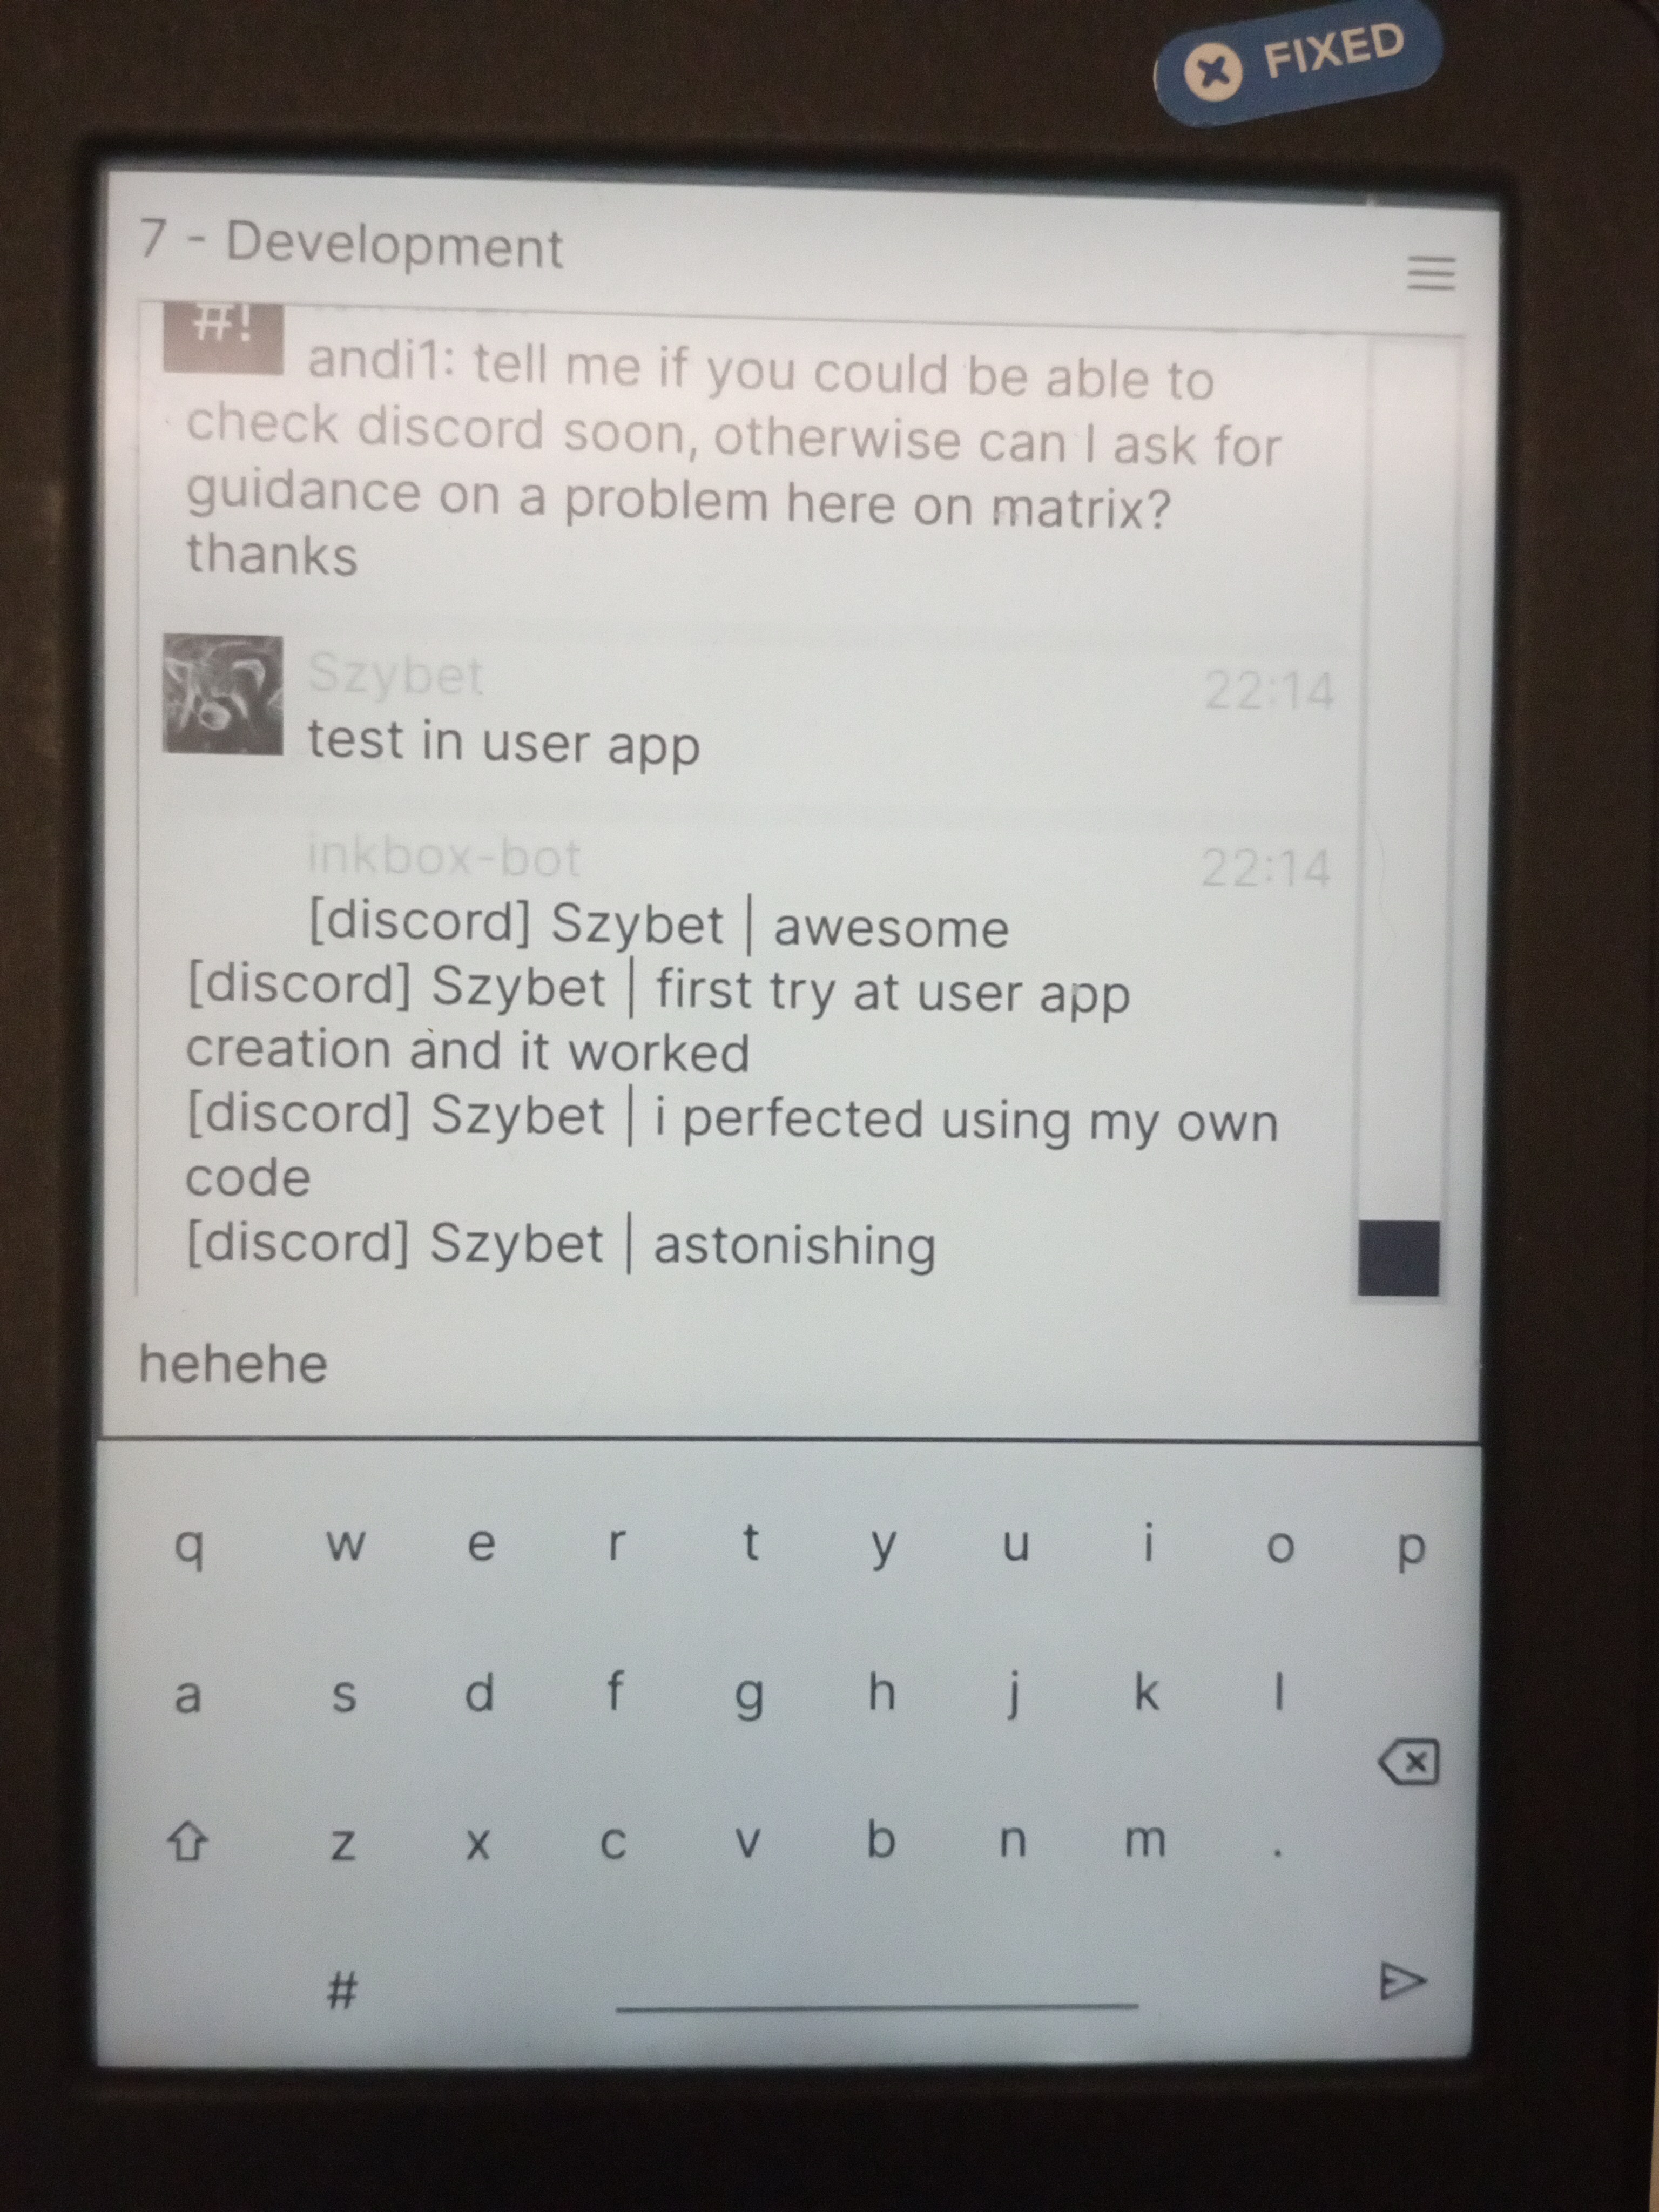 FIXED
7 - Development
#!
andi1: tell me if you could be able to
check discord soon, otherwise can I ask for
guidance on a problem here on matrix?
thanks
Szybet 22:14
test in user app
inkbox-bot 22:14
[discord] Szybet | awesome
[discord] Szybet | first try at user app
creation and it worked
[discord] Szybet | i perfected using my own
code
[discord] Szybet | astonishing
hehehe
q w e r t y u i o p
a s d f g h j k l
z x c v b n m .
#